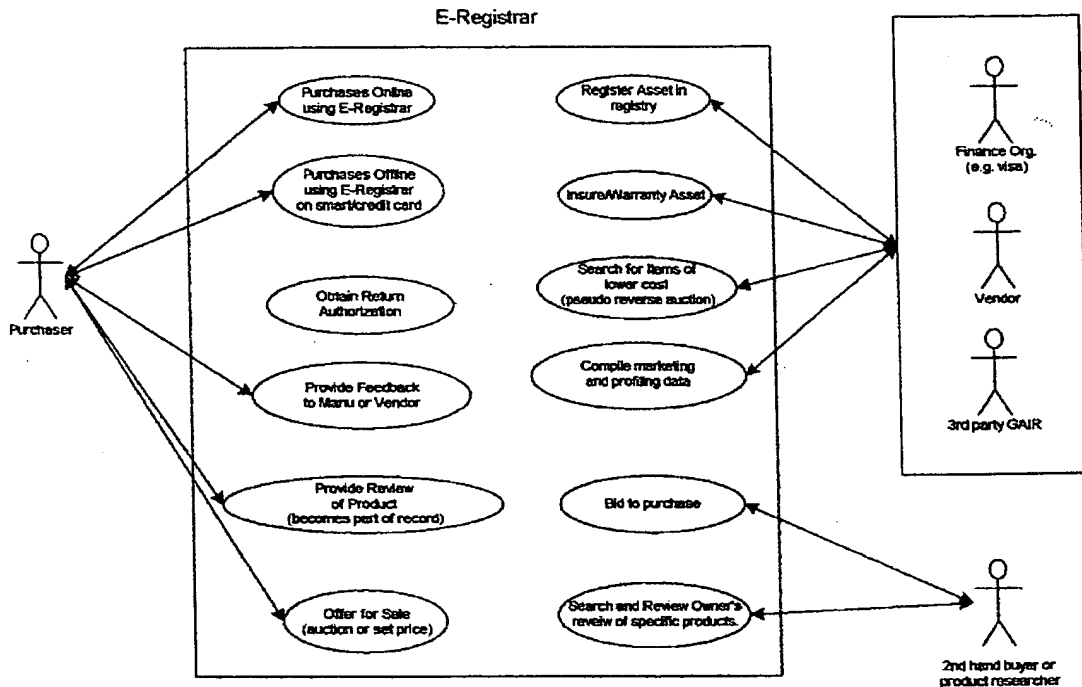 E-Registrar
Purchases Online
using E-Registrar
Purchases Offline
using E-Registrar
on smart/credit card
Obtain Return
Authorization
Provide Feedback
to Manu or Vendor
Provide Review
of Product
(becomes part of record)
Offer for Sale
(auction or set price)
Register Asset in
registry
Insure/Warranty Asset
Search for items of
lower cost
(pseudo reverse auction)
Compile marketing
and profiling data
Bid to purchase
Search and Review Owner's
reveiw of specific products.
Purchaser
Finance Org.
(e.g. visa)
Vendor
3rd party GAIR
2nd hand buyer or
product researcher